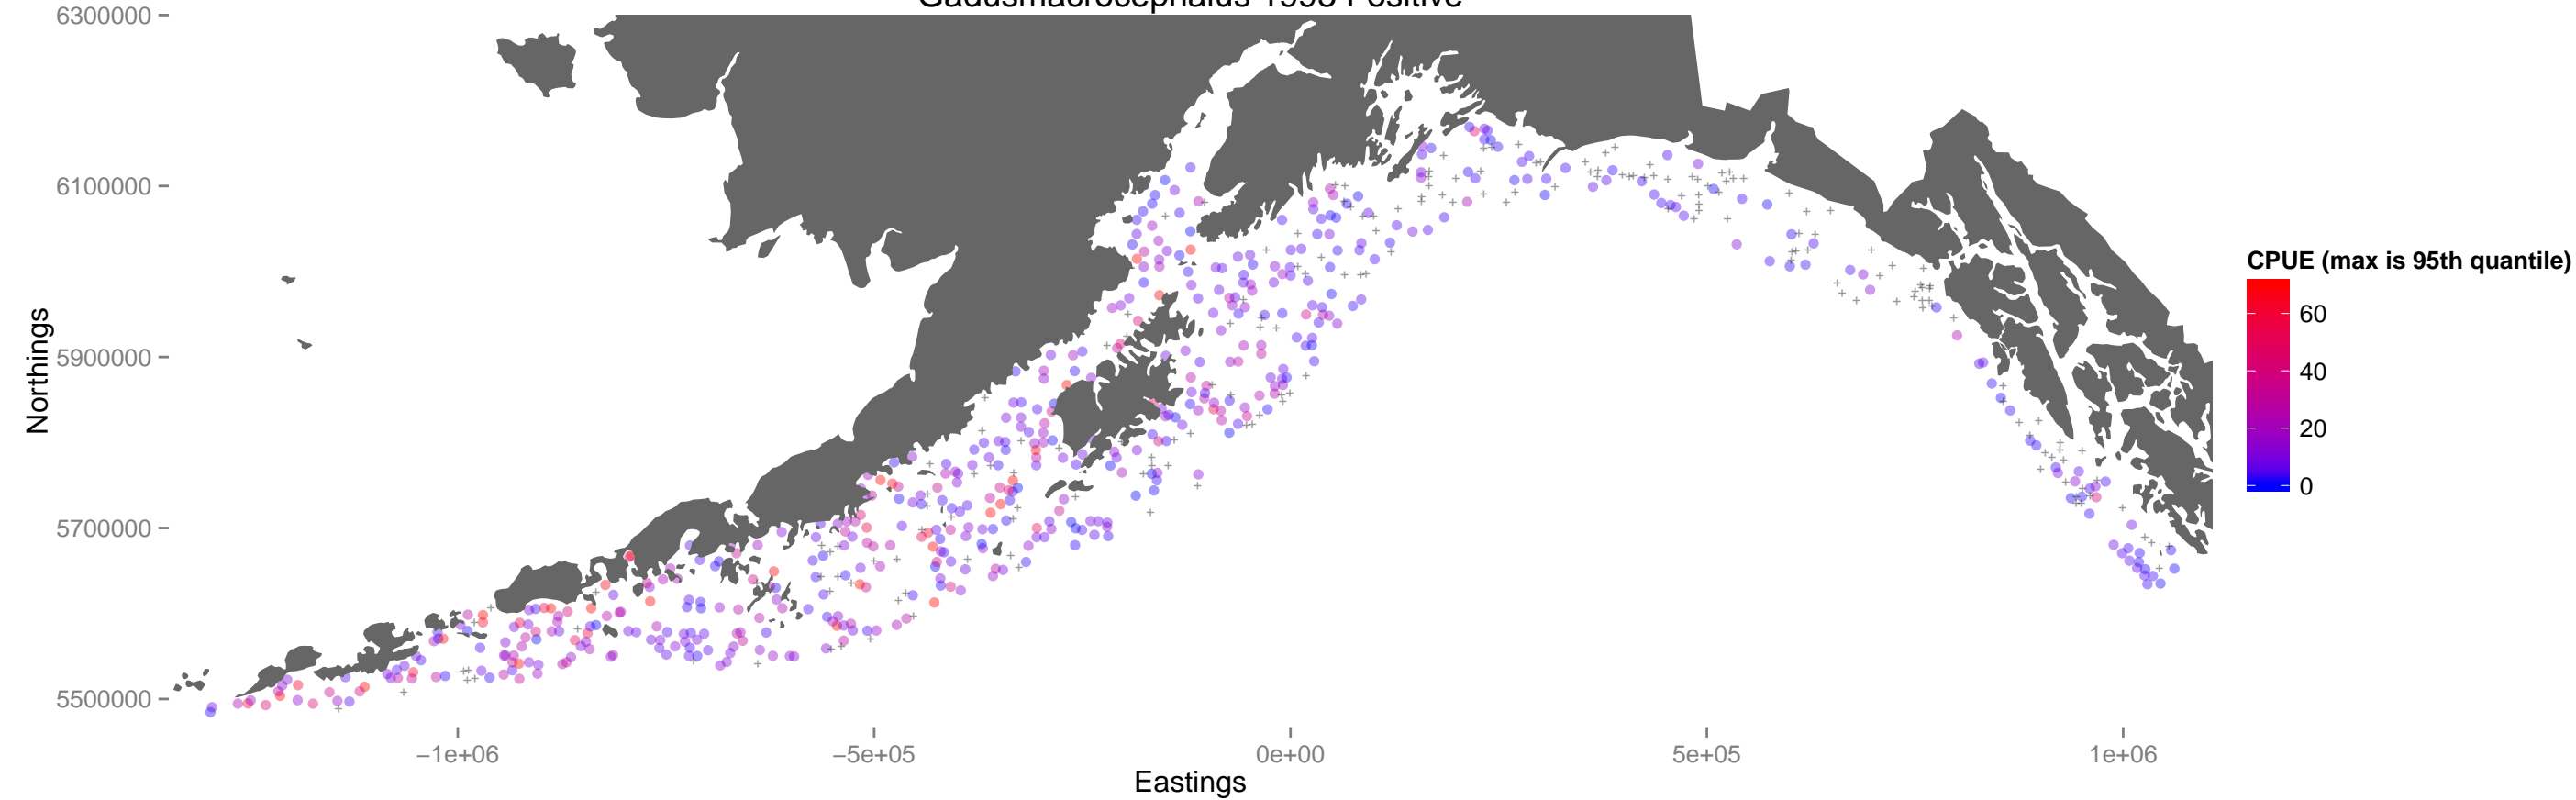 Gadusmacrocephalus 1998 Positive
6300000
6100000
5900000
5700000
5500000
Northings
−1e+06
−5e+05
0e+00
5e+05
1e+06
Eastings
CPUE (max is 95th quantile)
60
40
20
0